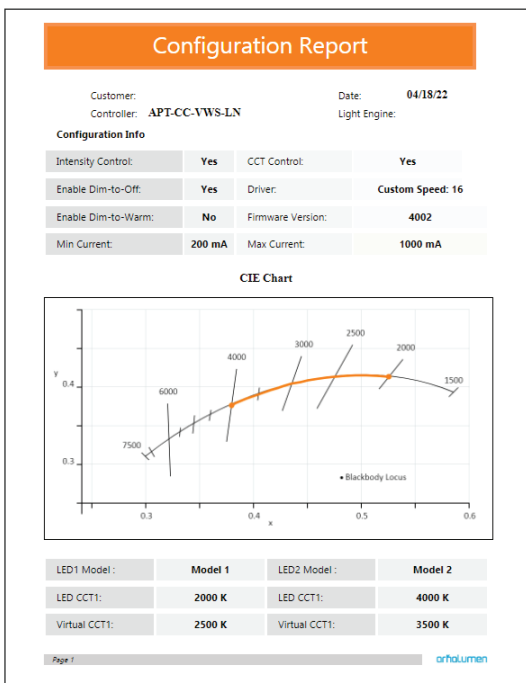 Configuration Report
Customer: Date: 04/18/22
Controller: APT-CC-VWS-LN Light Engine:
Configuration Info
Intensity Control: Yes CCT Control: Yes
Enable Dim-to-Off: Yes Driver: Custom Speed: 16
Enable Dim-to-Warm: No Firmware Version: 4002
Min Current: 200 mA Max Current: 1000 mA
CIE Chart
2500
3000
2000
4000
1500
y
0.4
6000
7500
0.3
• Blackbody Locus
0.3 0.4 0.5 0.6
x
LED1 Model : Model 1 LED2 Model : Model 2
LED CCT1: 2000 K LED CCT1: 4000 K
Virtual CCT1: 2500 K Virtual CCT1: 3500 K
Page 1
arkalumen